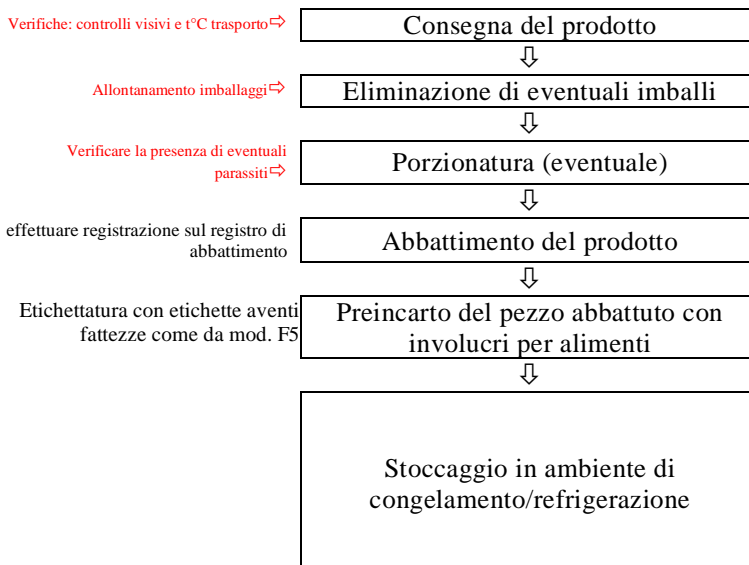 Verifiche: controlli visivi e t°C trasporto⇨
Consegna del prodotto
Allontanamento imballaggi⇨
Eliminazione di eventuali imballi
Verificare la presenza di eventuali
parassiti⇨
Porzionatura (eventuale)
effettuare registrazione sul registro di
abbattimento
Abbattimento del prodotto
Etichettatura con etichette aventi
fattezze come da mod. F5
Preincarto del pezzo abbattuto con
involucri per alimenti
Stoccaggio in ambiente di
congelamento/refrigerazione